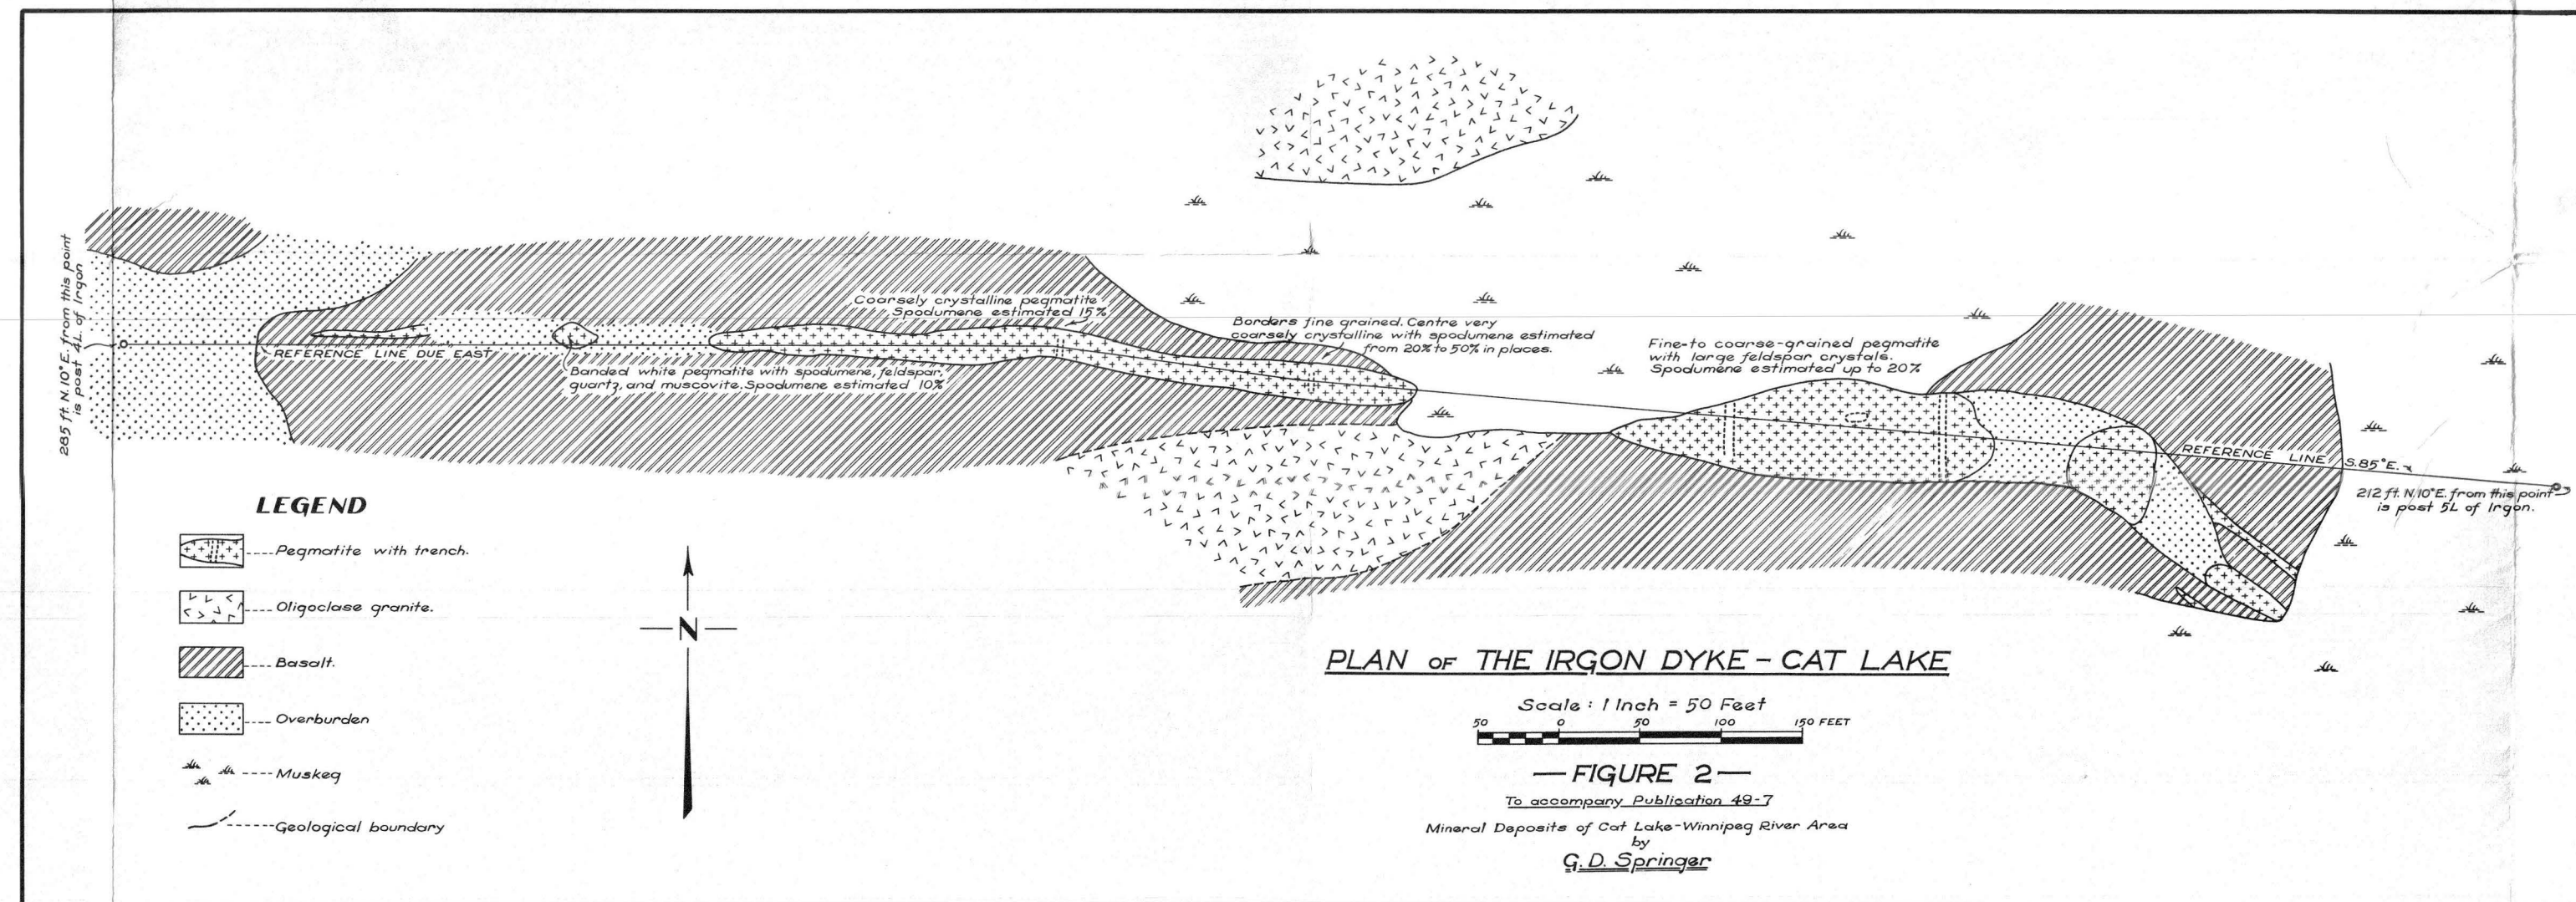 285 ft. N. 10° E. from this point
is post 4L of Irgon
REFERENCE LINE DUE EAST
Coarsely crystalline pegmatite
Spodumene estimated 15%
Banded white pegmatite with spodumene, feldspar,
quartz, and muscovite. Spodumene estimated 10%
Borders fine grained. Centre very
coarsely crystalline with spodumene estimated
from 20% to 50% in places.
Fine-to coarse-grained pegmatite
with large feldspar crystals.
Spodumene estimated up to 20%
REFERENCE LINE S.85°E.
212 ft. N.10°E. from this point
is post 5L of Irgon.
LEGEND
Pegmatite with trench.
Oligoclase granite.
Basalt.
Overburden
Muskeg
Geological boundary
N
PLAN OF THE IRGON DYKE - CAT LAKE
Scale : 1 Inch = 50 Feet
50 0 50 100 150 FEET
— FIGURE 2 —
To accompany Publication 49-7
Mineral Deposits of Cat Lake-Winnipeg River Area
by
G. D. Springer